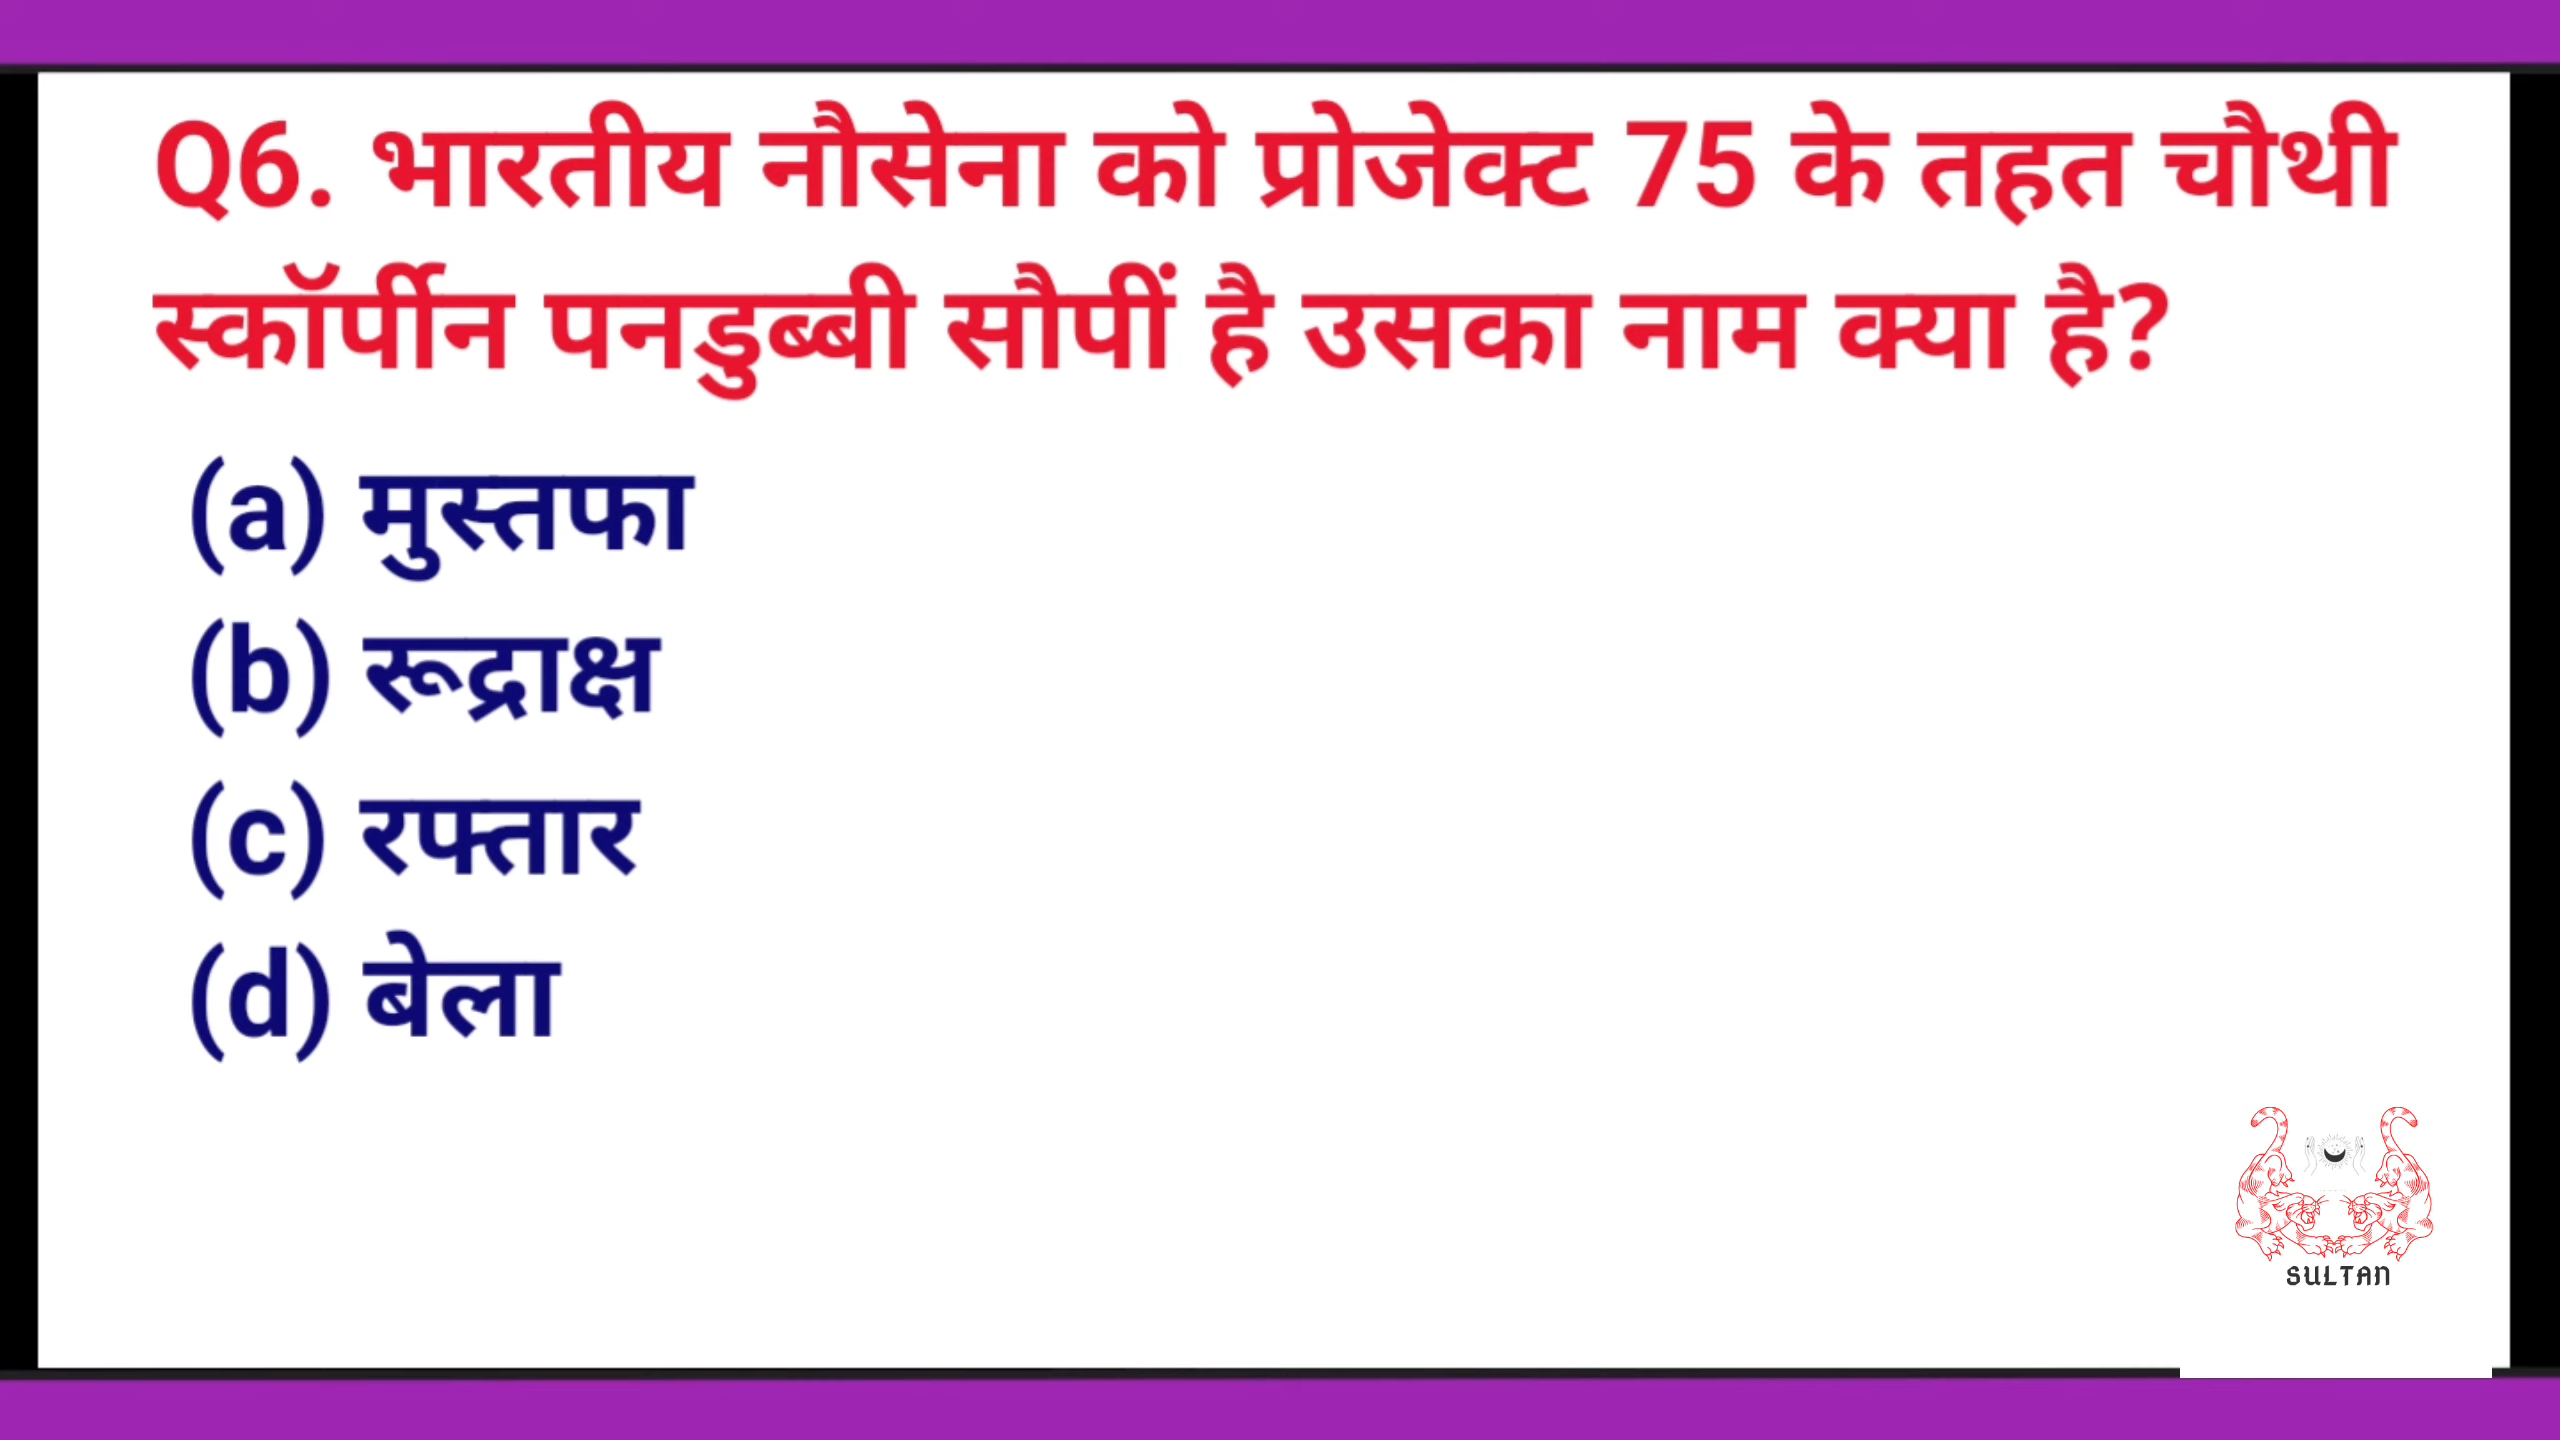 Q6. भारतीय नौसेना को प्रोजेक्ट 75 के तहत चौथी
स्कॉर्पीन पनडुब्बी सौपीं है उसका नाम क्या है?
(a) मुस्तफा
(b) रूद्राक्ष
(c) रफ्तार
(d) बेला
SULTAN